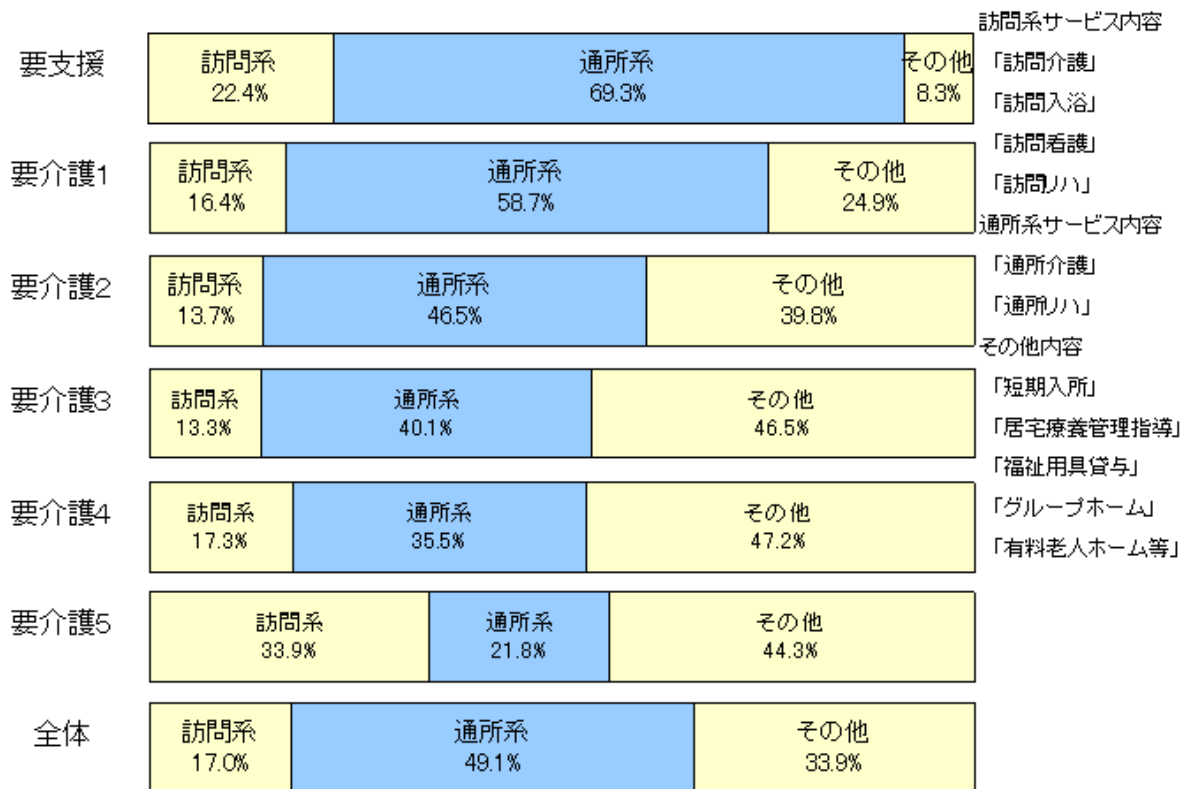 要支援
訪問系 通所系 その他
22.4% 69.3% 8.3%
要介護1
訪問系 通所系 その他
16.4% 58.7% 24.9%
要介護2
訪問系 通所系 その他
13.7% 46.5% 39.8%
要介護3
訪問系 通所系 その他
13.3% 40.1% 46.5%
要介護4
訪問系 通所系 その他
17.3% 35.5% 47.2%
要介護5
訪問系 通所系 その他
33.9% 21.8% 44.3%
全体
訪問系 通所系 その他
17.0% 49.1% 33.9%
訪問系サービス内容
「訪問介護」
「訪問入浴」
「訪問看護」
「訪問リハ」
通所系サービス内容
「通所介護」
「通所リハ」
その他内容
「短期入所」
「居宅療養管理指導」
「福祉用具貸与」
「グループホーム」
「有料老人ホーム等」